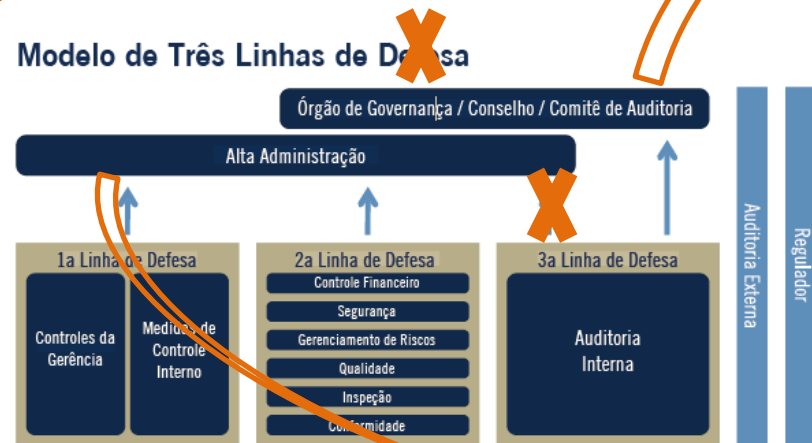 Modelo de Três Linhas de Defesa
Órgão de Governança / Conselho / Comitê de Auditoria
Alta Administração
1a Linha de Defesa
Controles da
Gerência
Medidas de
Controle
Interno
2a Linha de Defesa
Controle Financeiro
Segurança
Gerenciamento de Riscos
Qualidade
Inspeção
Conformidade
3a Linha de Defesa
Auditoria
Interna
Auditoria Externa
Regulador